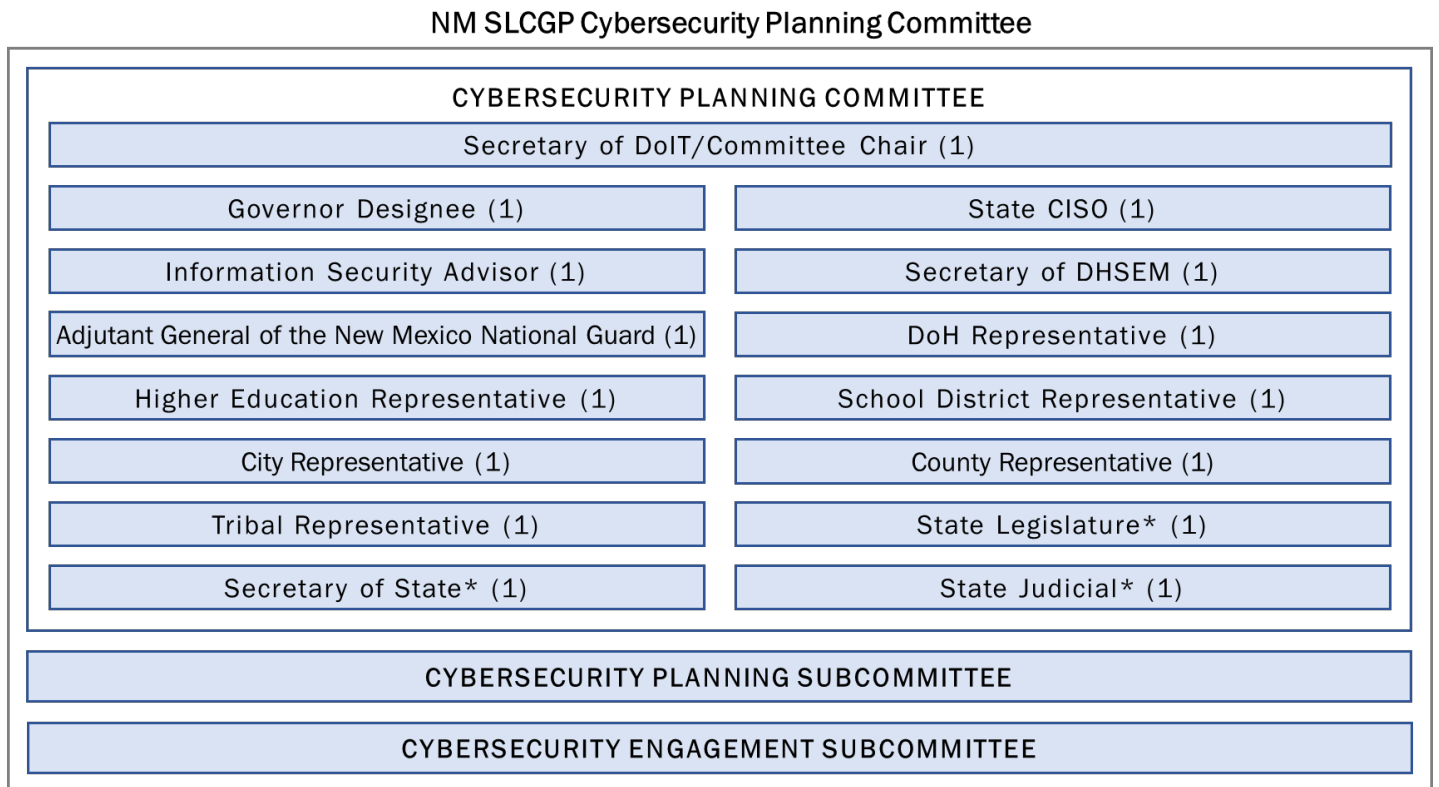 NM SLCGP Cybersecurity Planning Committee
CYBERSECURITY PLANNING COMMITTEE
Secretary of DoIT/Committee Chair (1)
Governor Designee (1)
State CISO (1)
Information Security Advisor (1)
Secretary of DHSEM (1)
Adjutant General of the New Mexico National Guard (1)
DoH Representative (1)
Higher Education Representative (1)
School District Representative (1)
City Representative (1)
County Representative (1)
Tribal Representative (1)
State Legislature* (1)
Secretary of State* (1)
State Judicial* (1)
CYBERSECURITY PLANNING SUBCOMMITTEE
CYBERSECURITY ENGAGEMENT SUBCOMMITTEE